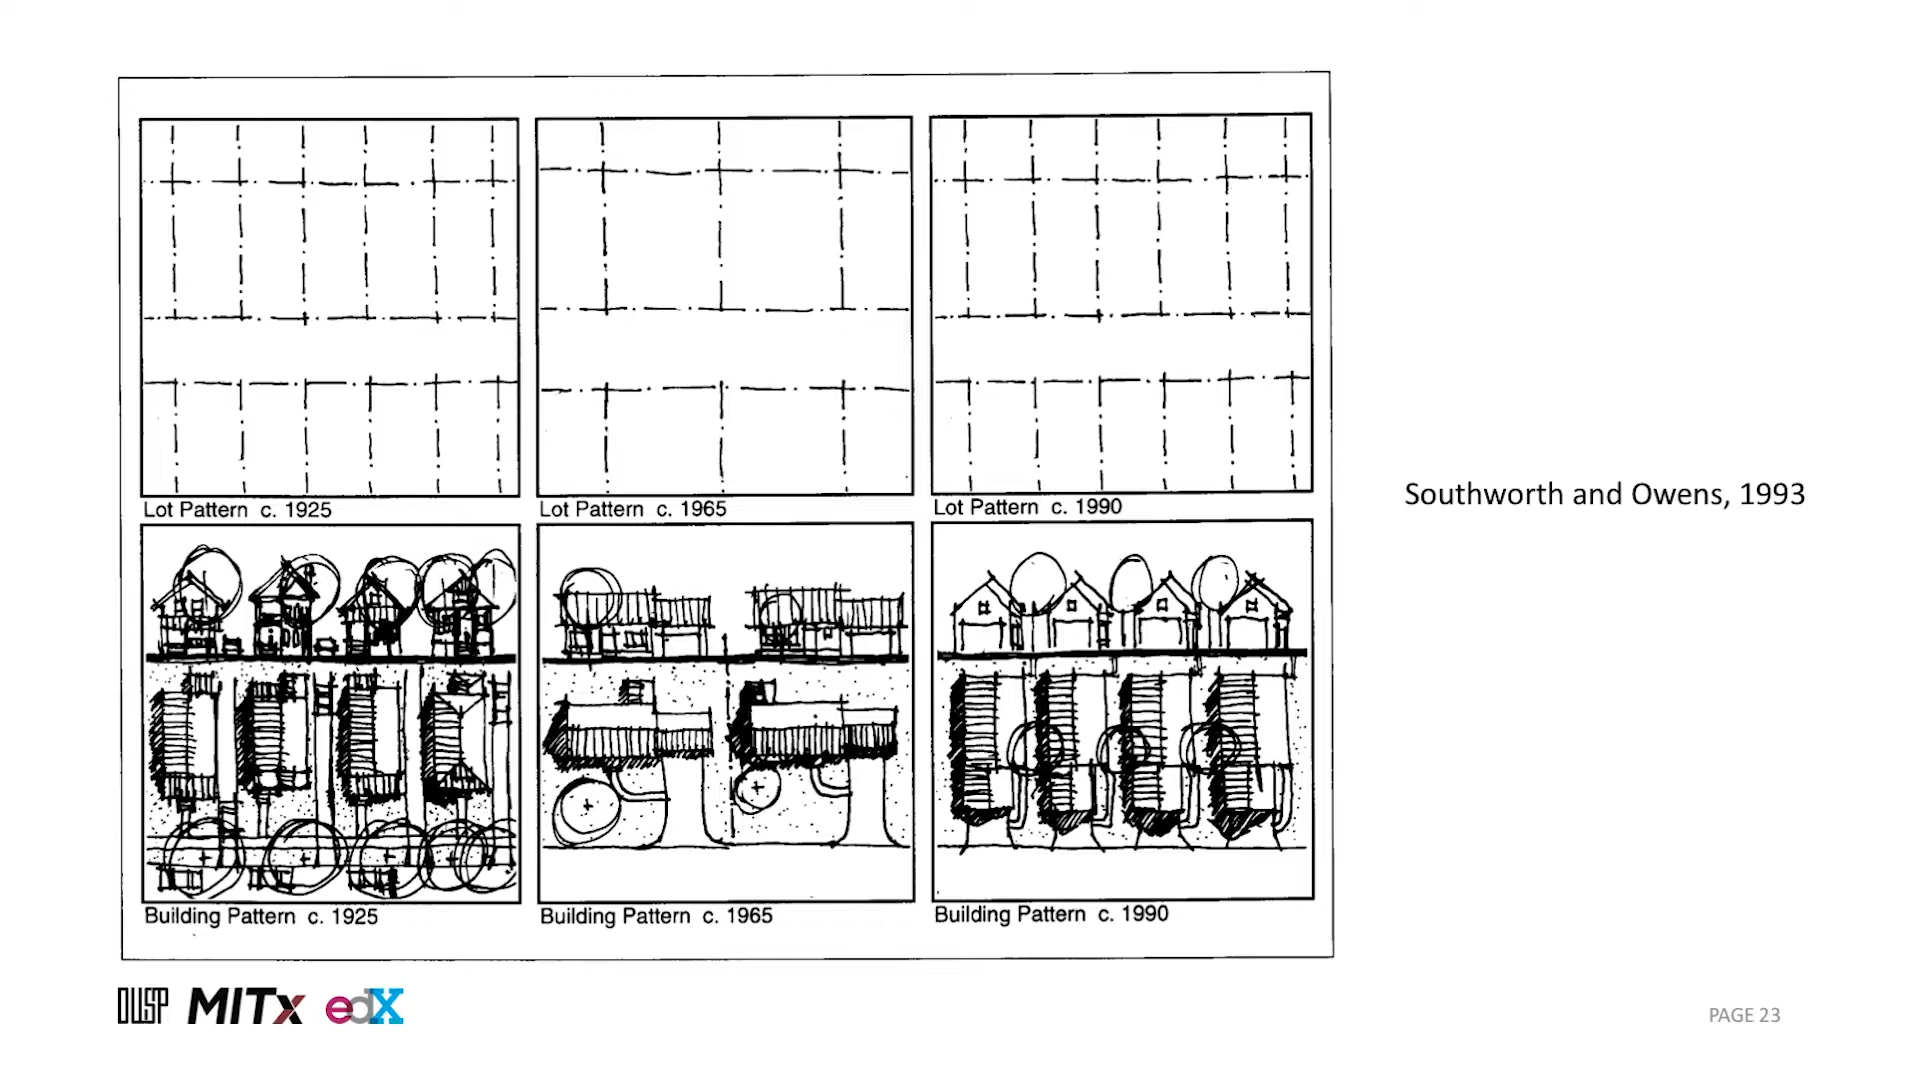 Lot Pattern c. 1925
Lot Pattern c. 1965
Lot Pattern c. 1990
Southworth and Owens, 1993
Building Pattern c. 1925
Building Pattern c. 1965
Building Pattern c. 1990
DUSP MITx edX
PAGE 23